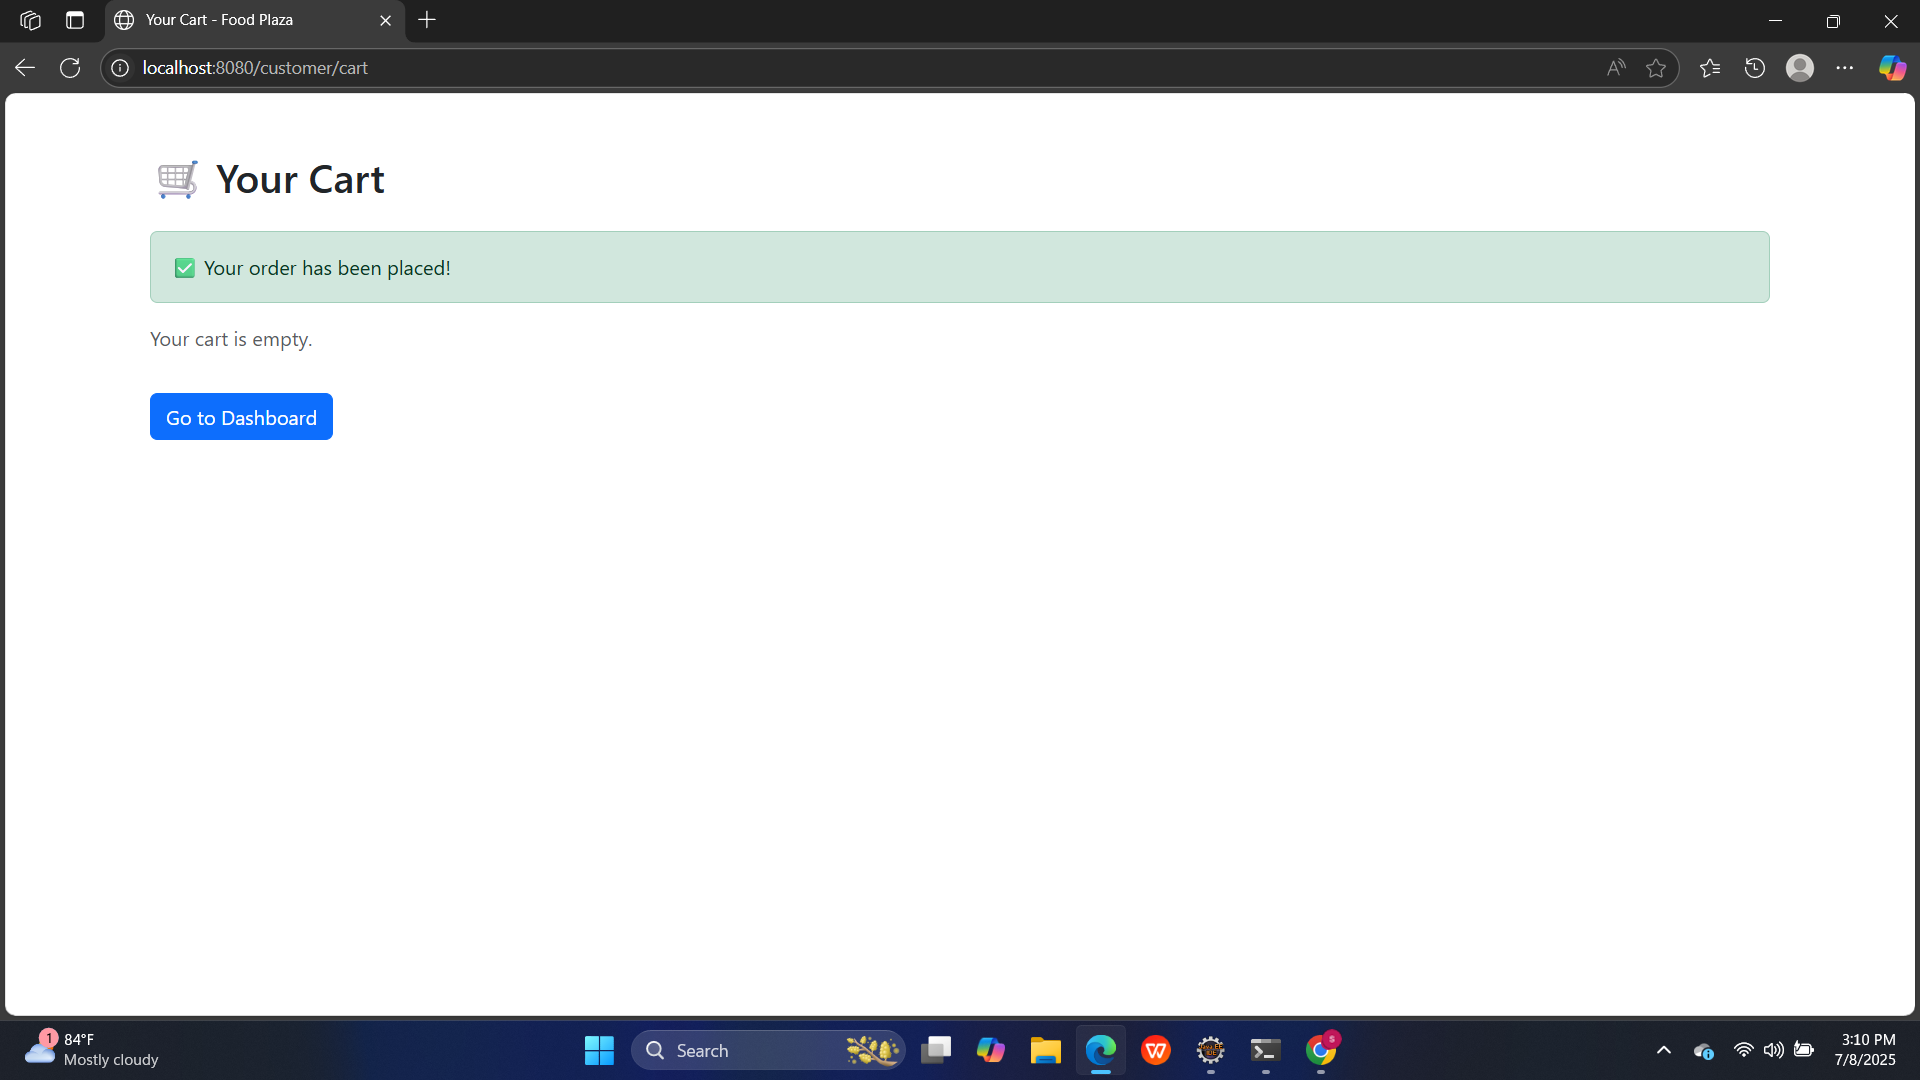 Your Cart - Food Plaza
localhost:8080/customer/cart
Your Cart
Your order has been placed!
Your cart is empty.
Go to Dashboard
1
84°F
Mostly cloudy
Search
3:10 PM
7/8/2025